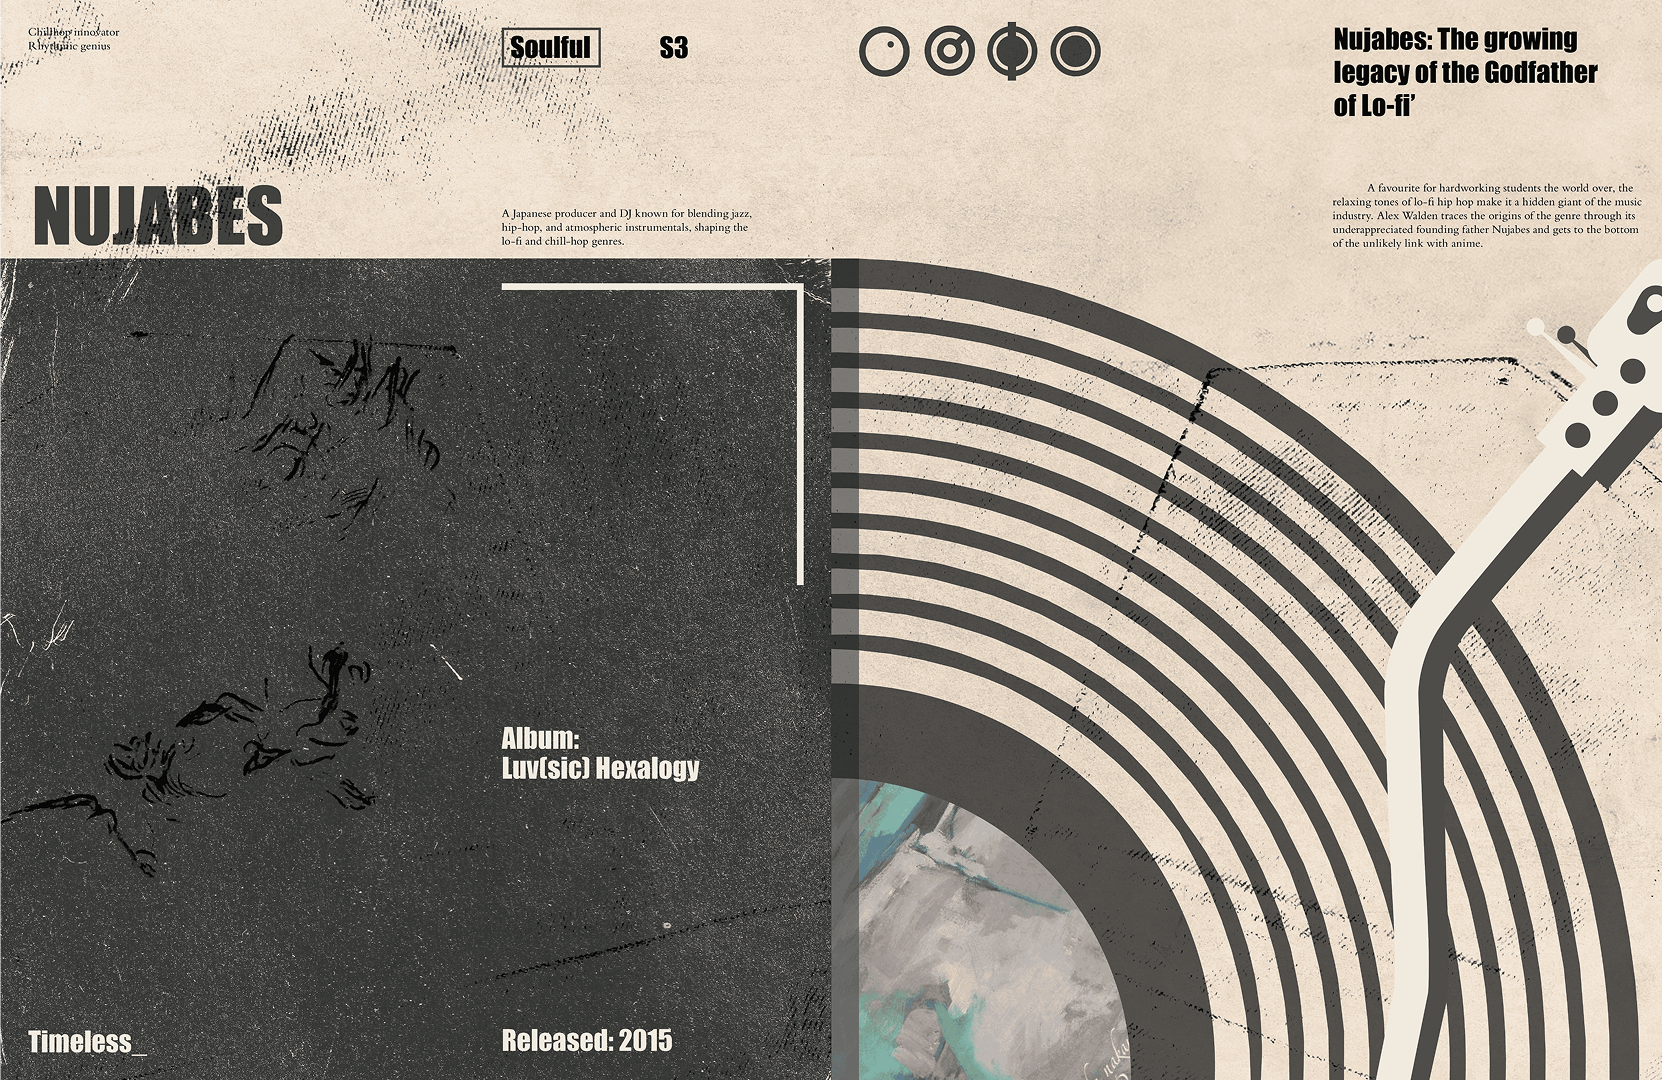 Chillhop innovator
Rhythmic genius
Soulful
S3
NUJABES
A Japanese producer and DJ known for blending jazz,
hip-hop, and atmospheric instrumentals, shaping the
lo-fi and chill-hop genres.
Album:
Luv(sic) Hexalogy
Timeless_
Released: 2015
Nujabes: The growing
legacy of the Godfather
of Lo-fi’
A favourite for hardworking students the world over, the
relaxing tones of lo-fi hip hop make it a hidden giant of the music
industry. Alex Walden traces the origins of the genre through its
underappreciated founding father Nujabes and gets to the bottom
of the unlikely link with anime.